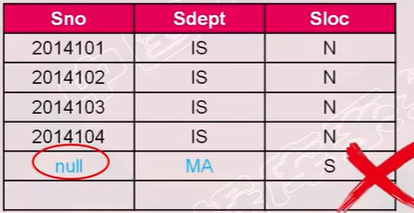 Sno Sdept Sloc
2014101 IS N
2014102 IS N
2014103 IS N
2014104 IS N
null MA S